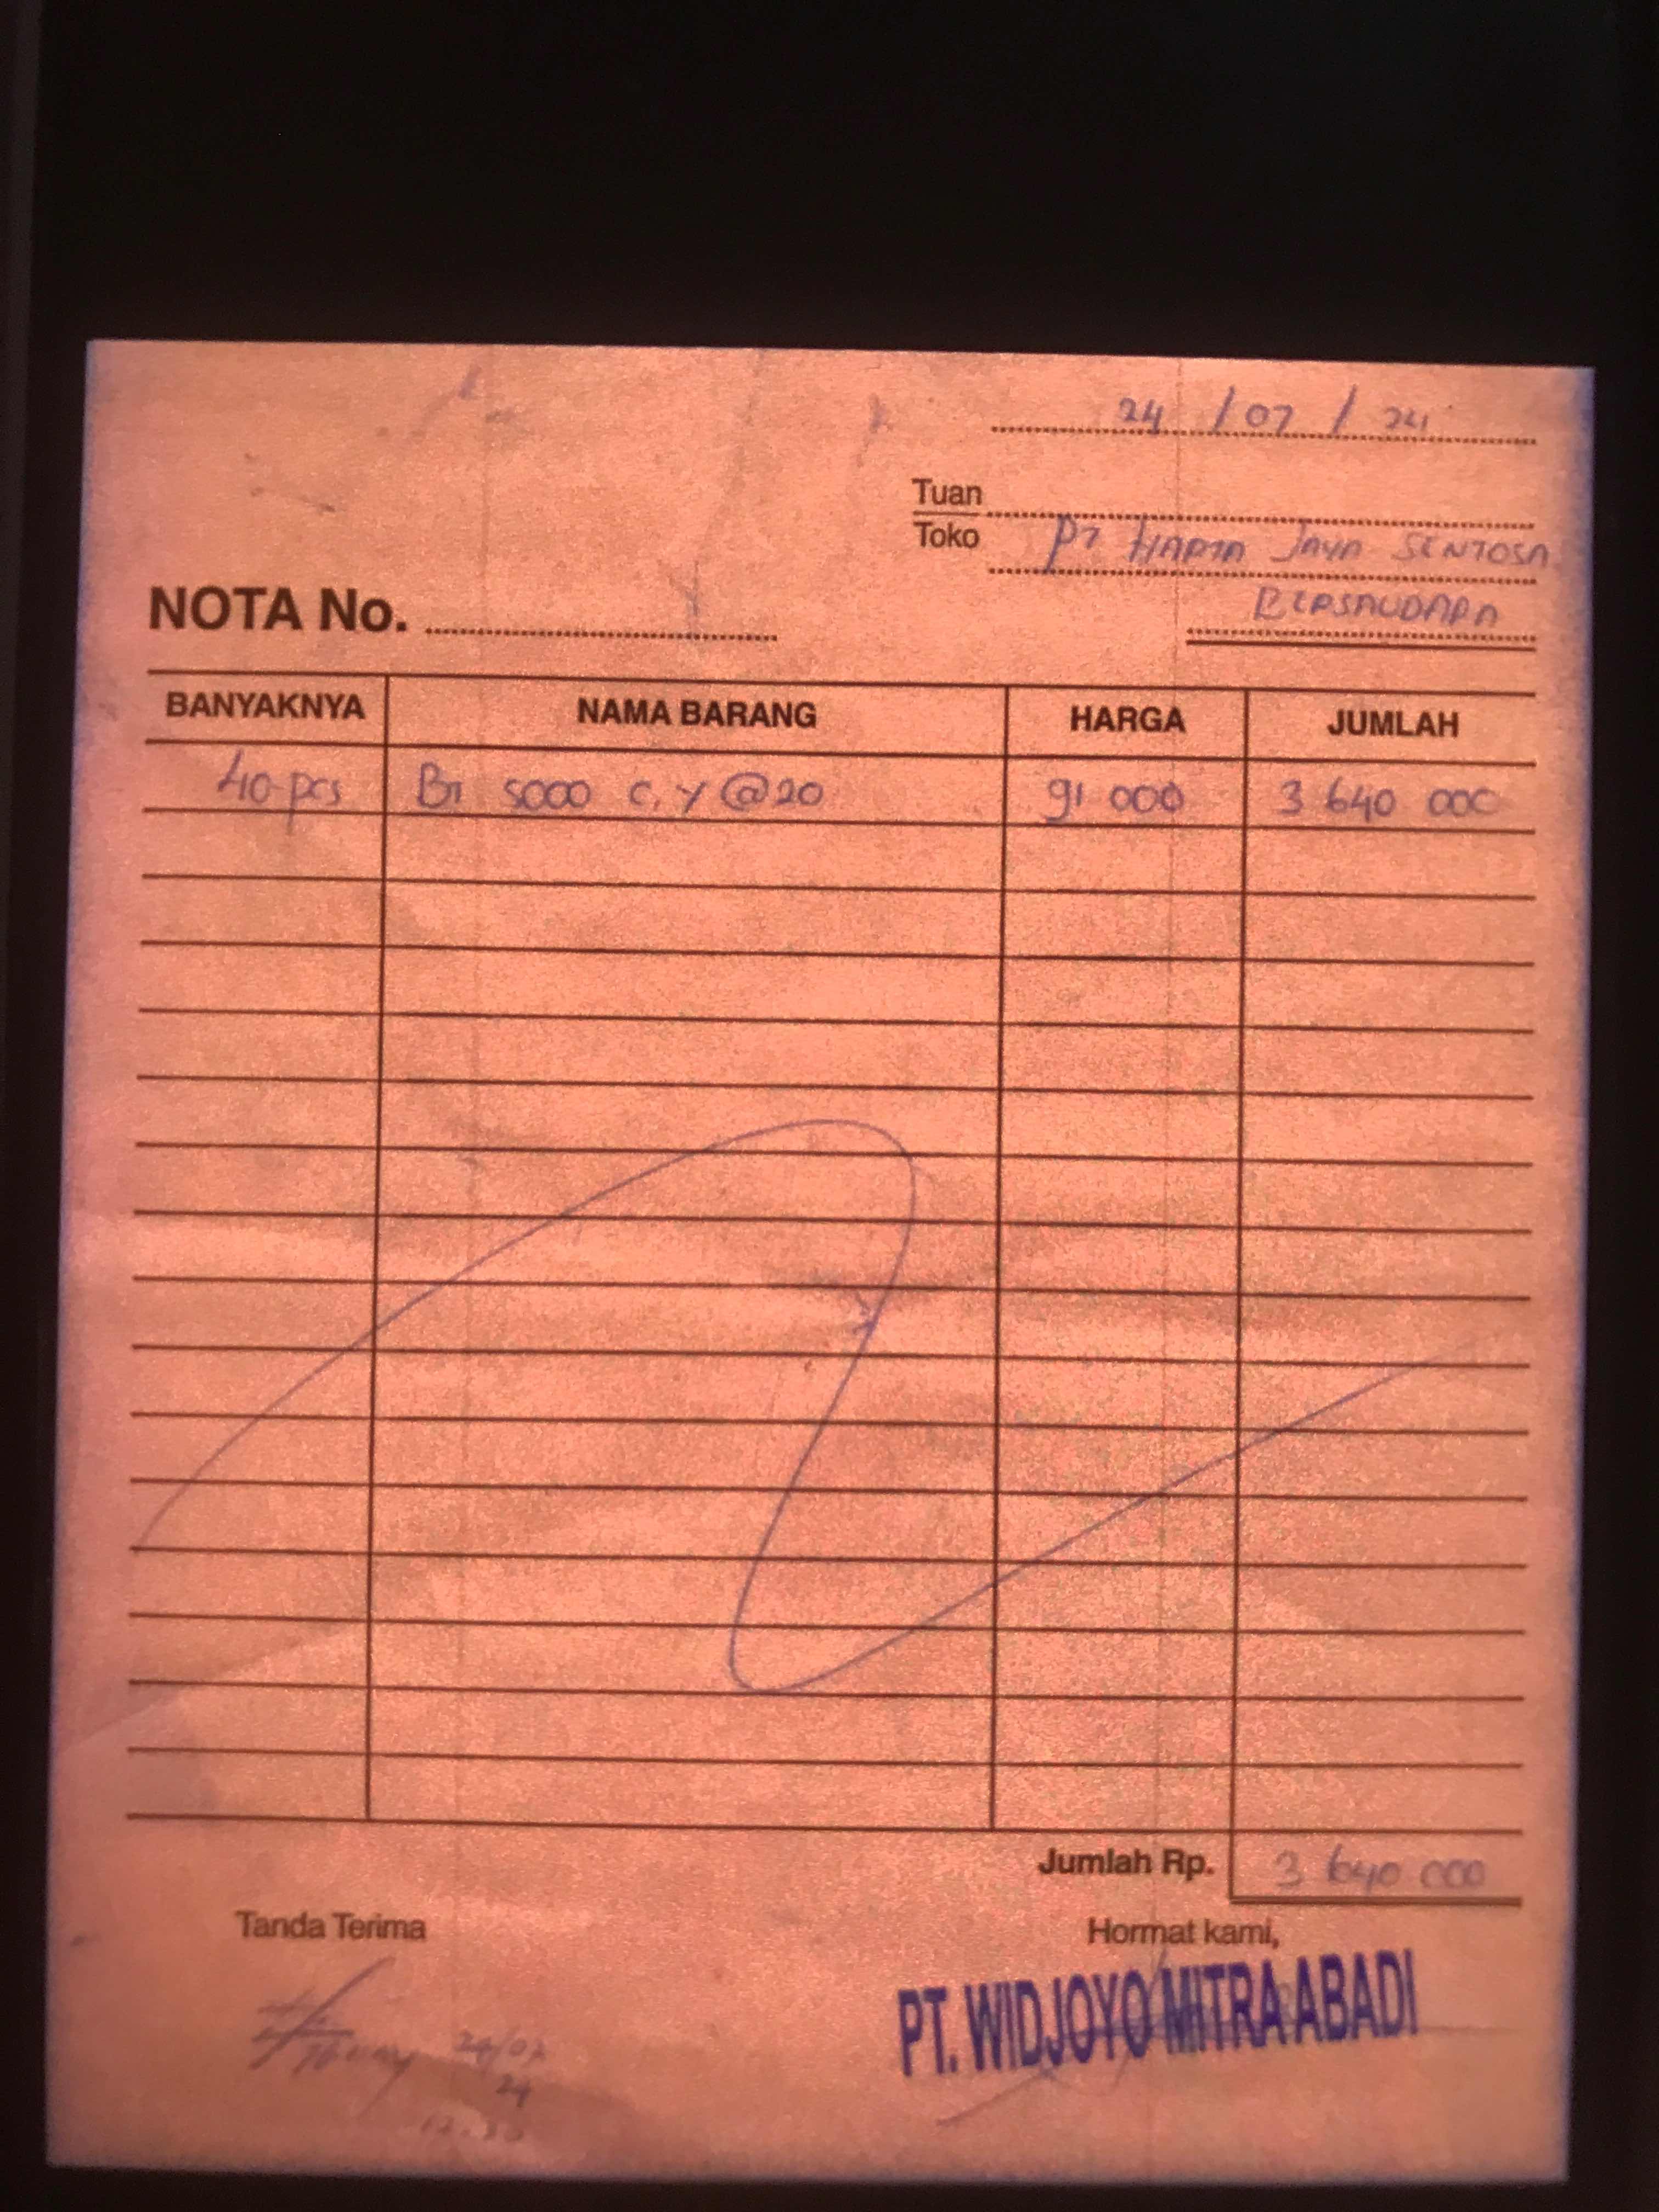 24 / 07 / 24
Tuan
Toko PT HARTA JAYA SENTOSA
BERSAUDARA
NOTA No.
BANYAKNYA NAMA BARANG HARGA JUMLAH
40 pcs BT 5000 C, Y @20 91 000 3 640 000
Jumlah Rp. 3 640 000
Tanda Terima Hormat kami,
PT. WIDJOYO MITRA ABADI
24/07
24
12.30